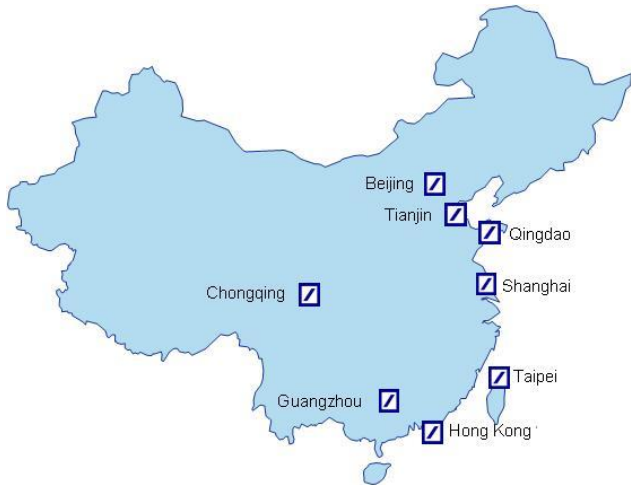 Beijing
Tianjin
Qingdao
Shanghai
Chongqing
Taipei
Guangzhou
Hong Kong